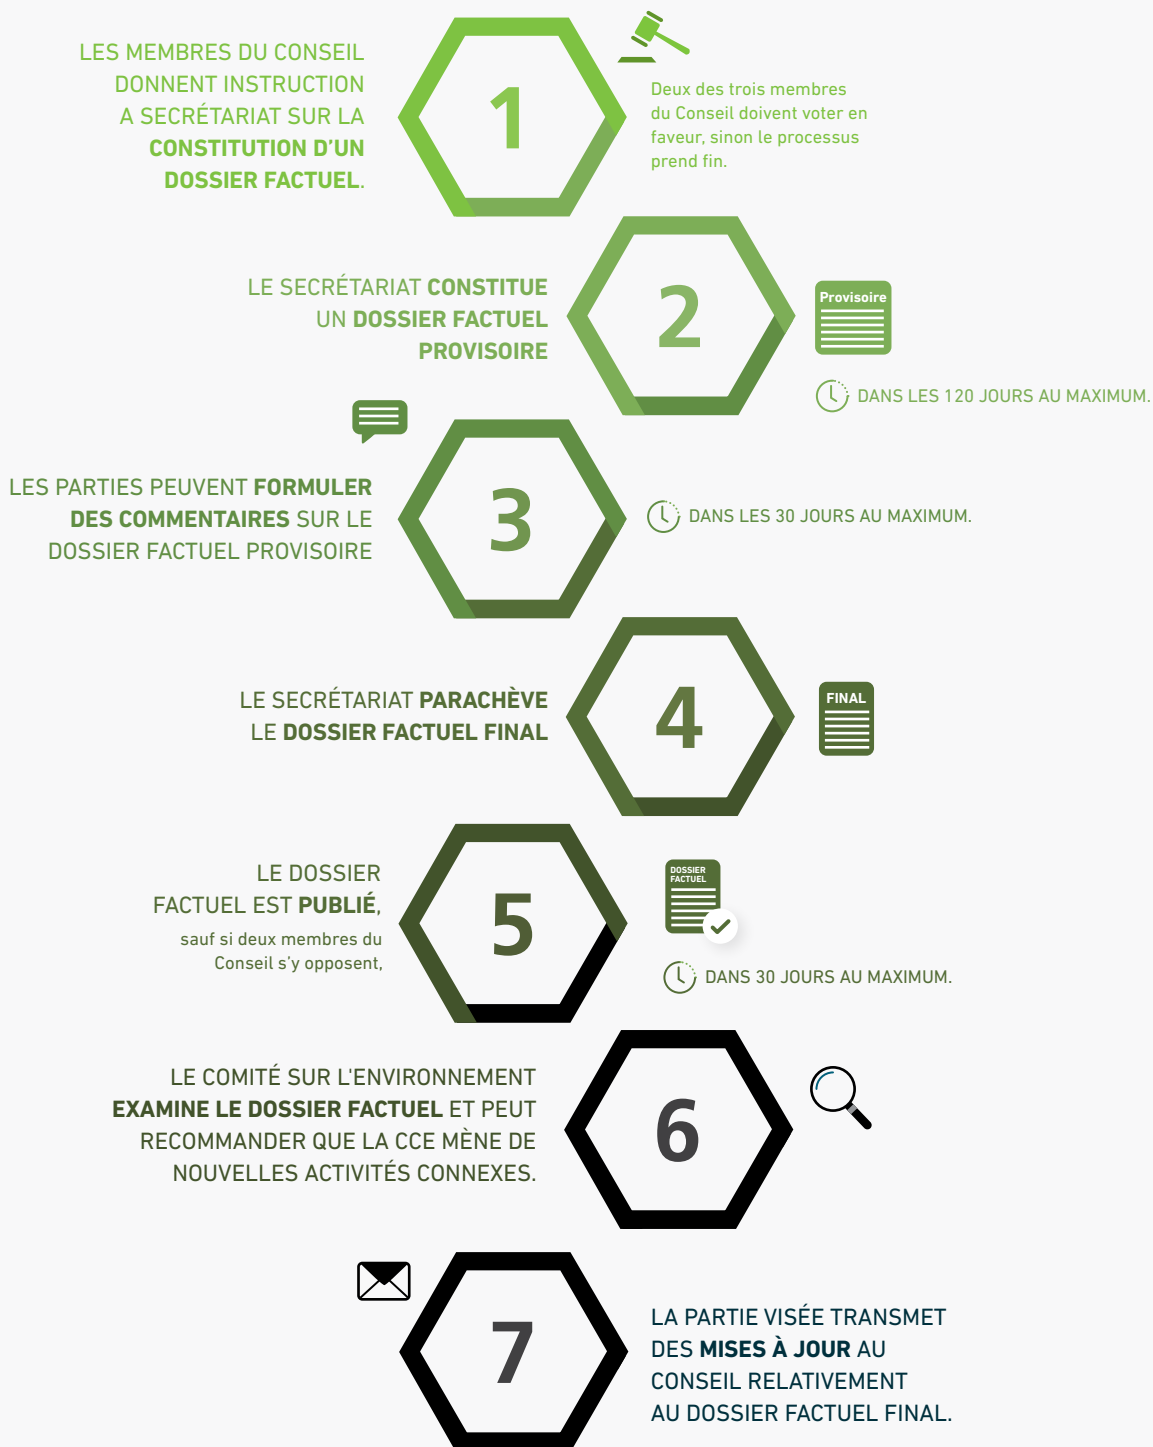 LES MEMBRES DU CONSEIL
DONNENT INSTRUCTION
A SECRÉTARIAT SUR LA
CONSTITUTION D'UN
DOSSIER FACTUEL.
1
Deux des trois membres
du Conseil doivent voter en
faveur, sinon le processus
prend fin.
LE SECRÉTARIAT CONSTITUE
UN DOSSIER FACTUEL
PROVISOIRE
2
Provisoire
DANS LES 120 JOURS AU MAXIMUM.
LES PARTIES PEUVENT FORMULER
DES COMMENTAIRES SUR LE
DOSSIER FACTUEL PROVISOIRE
3
DANS LES 30 JOURS AU MAXIMUM.
LE SECRÉTARIAT PARACHÈVE
LE DOSSIER FACTUEL FINAL
4
FINAL
LE DOSSIER
FACTUEL EST PUBLIÉ,
sauf si deux membres du
Conseil s'y opposent,
5
DOSSIER
FACTUEL
DANS 30 JOURS AU MAXIMUM.
LE COMITÉ SUR L'ENVIRONNEMENT
EXAMINE LE DOSSIER FACTUEL ET PEUT
RECOMMANDER QUE LA CCE MÈNE DE
NOUVELLES ACTIVITÉS CONNEXES.
6
7
LA PARTIE VISÉE TRANSMET
DES MISES À JOUR AU
CONSEIL RELATIVEMENT
AU DOSSIER FACTUEL FINAL.